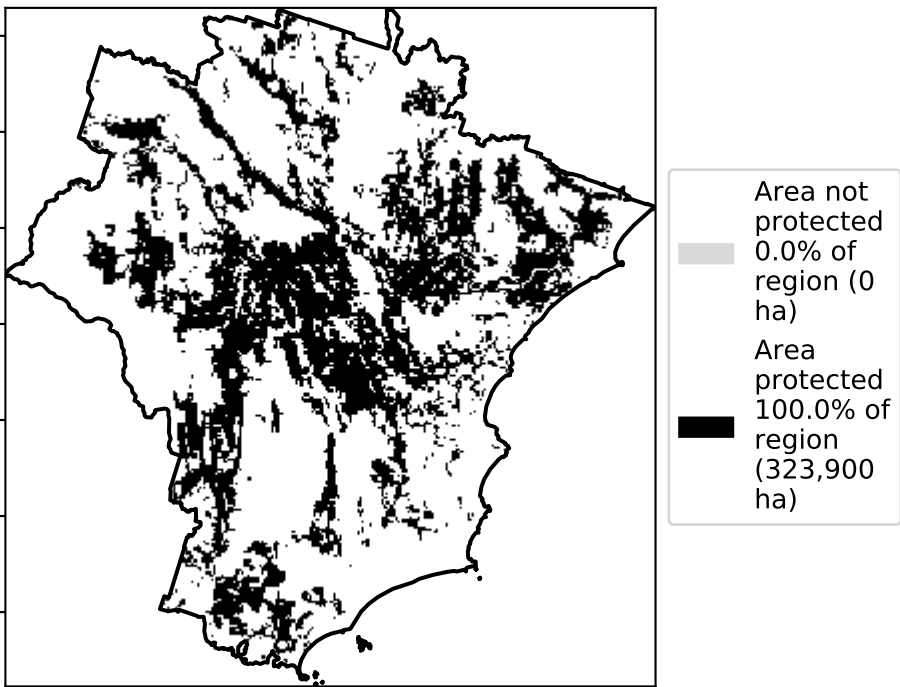 Area not
protected
0.0% of
region (0
ha)
Area
protected
100.0% of
region
(323,900
ha)